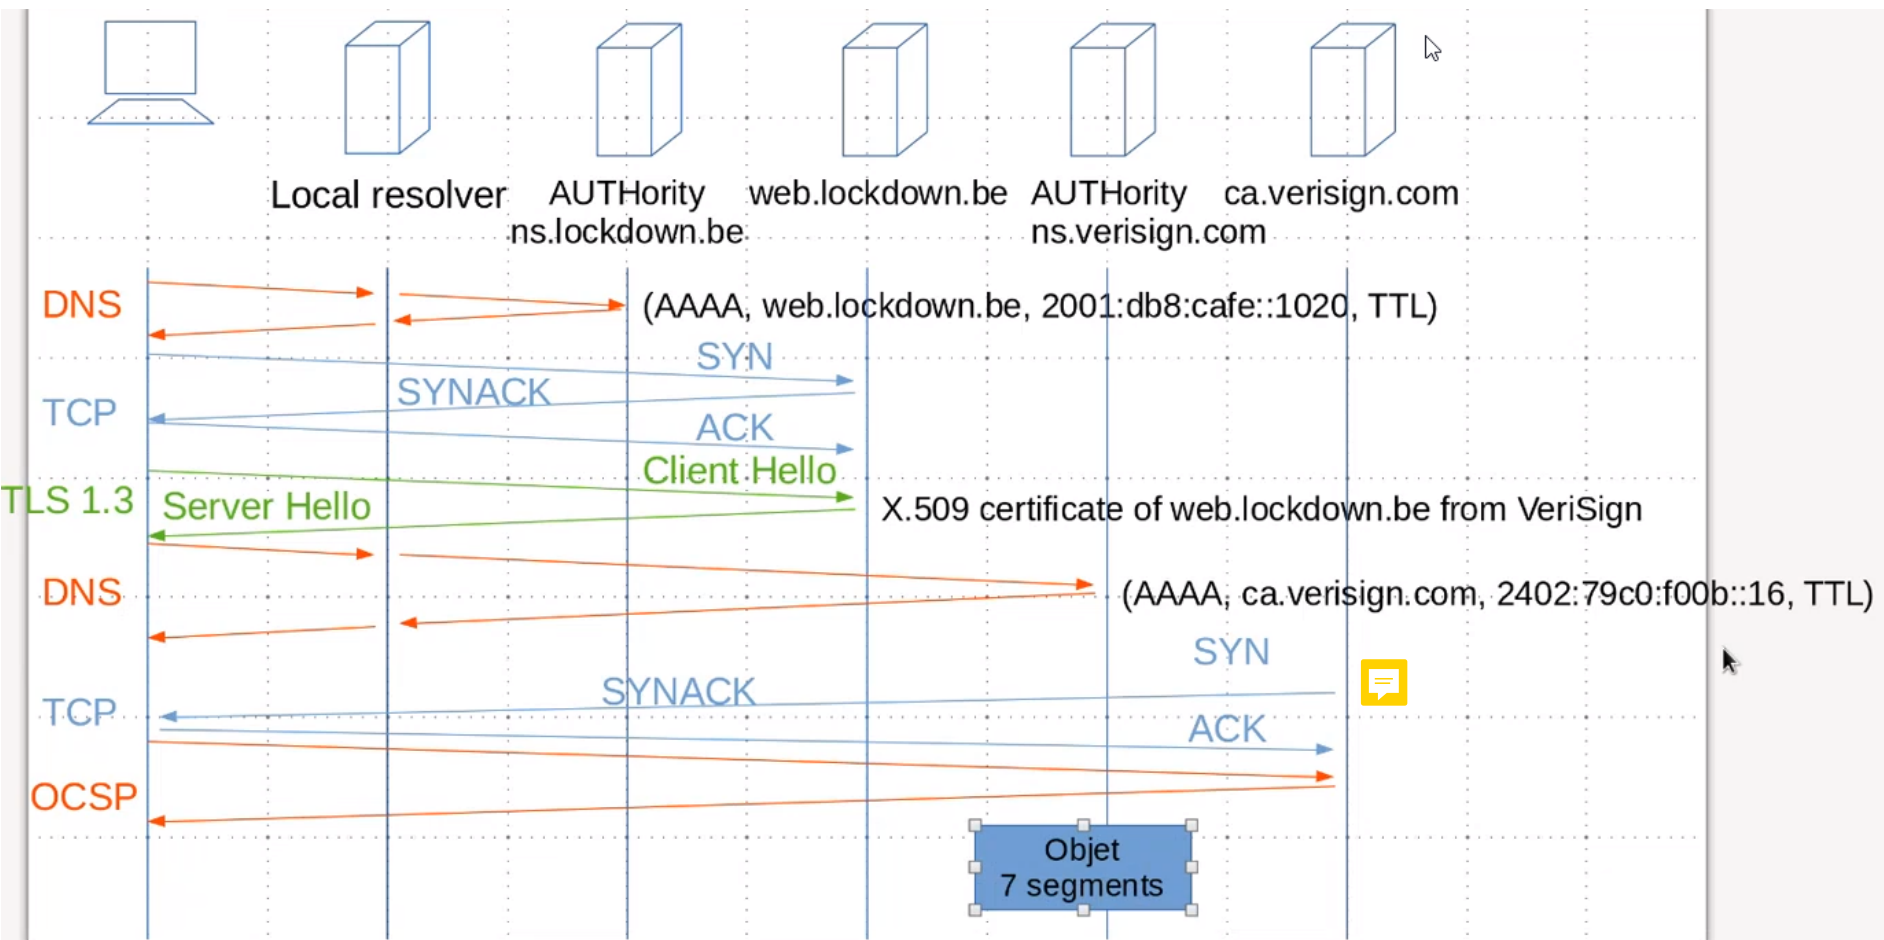 Local resolver
AUTHority
ns.lockdown.be
web.lockdown.be
AUTHority
ns.verisign.com
ca.verisign.com
DNS
(AAAA, web.lockdown.be, 2001:db8:cafe::1020, TTL)
SYN
SYNACK
TCP
ACK
Client Hello
TLS 1.3
Server Hello
X.509 certificate of web.lockdown.be from VeriSign
DNS
(AAAA, ca.verisign.com, 2402:79c0:f00b::16, TTL)
SYN
SYNACK
TCP
ACK
OCSP
Objet
7 segments